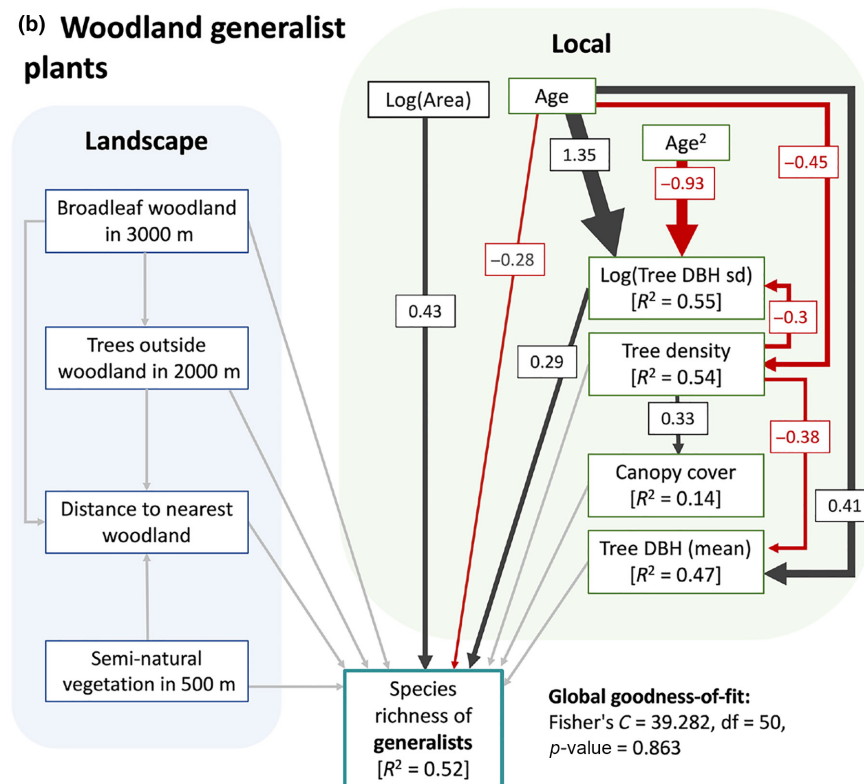 (b) Woodland generalist
plants
Landscape
Broadleaf woodland
in 3000 m
Trees outside
woodland in 2000 m
Distance to nearest
woodland
Semi-natural
vegetation in 500 m
Local
Log(Area)
Age
Age²
1.35
−0.93
−0.45
−0.28
0.43
Log(Tree DBH sd)
[R² = 0.55]
−0.3
0.29
Tree density
[R² = 0.54]
0.33
−0.38
Canopy cover
[R² = 0.14]
0.41
Tree DBH (mean)
[R² = 0.47]
Species
richness of
generalists
[R² = 0.52]
Global goodness-of-fit:
Fisher's C = 39.282, df = 50,
p-value = 0.863